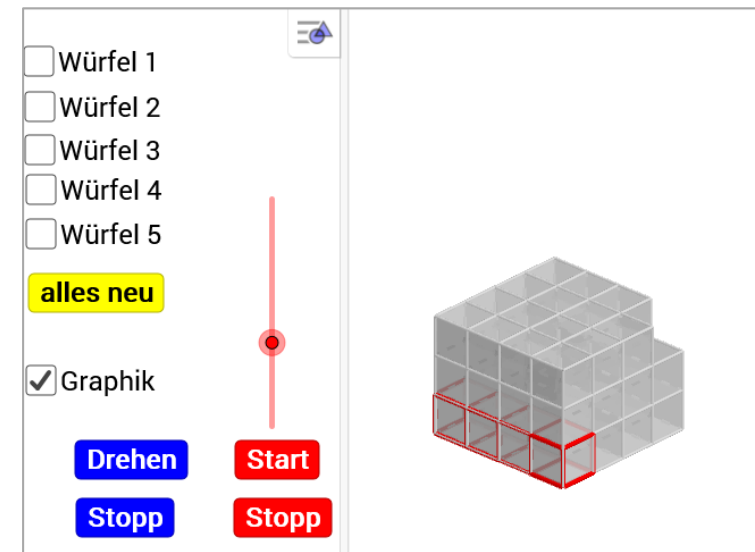 Würfel 1
Würfel 2
Würfel 3
Würfel 4
Würfel 5
alles neu
Graphik
Drehen Start
Stopp Stopp